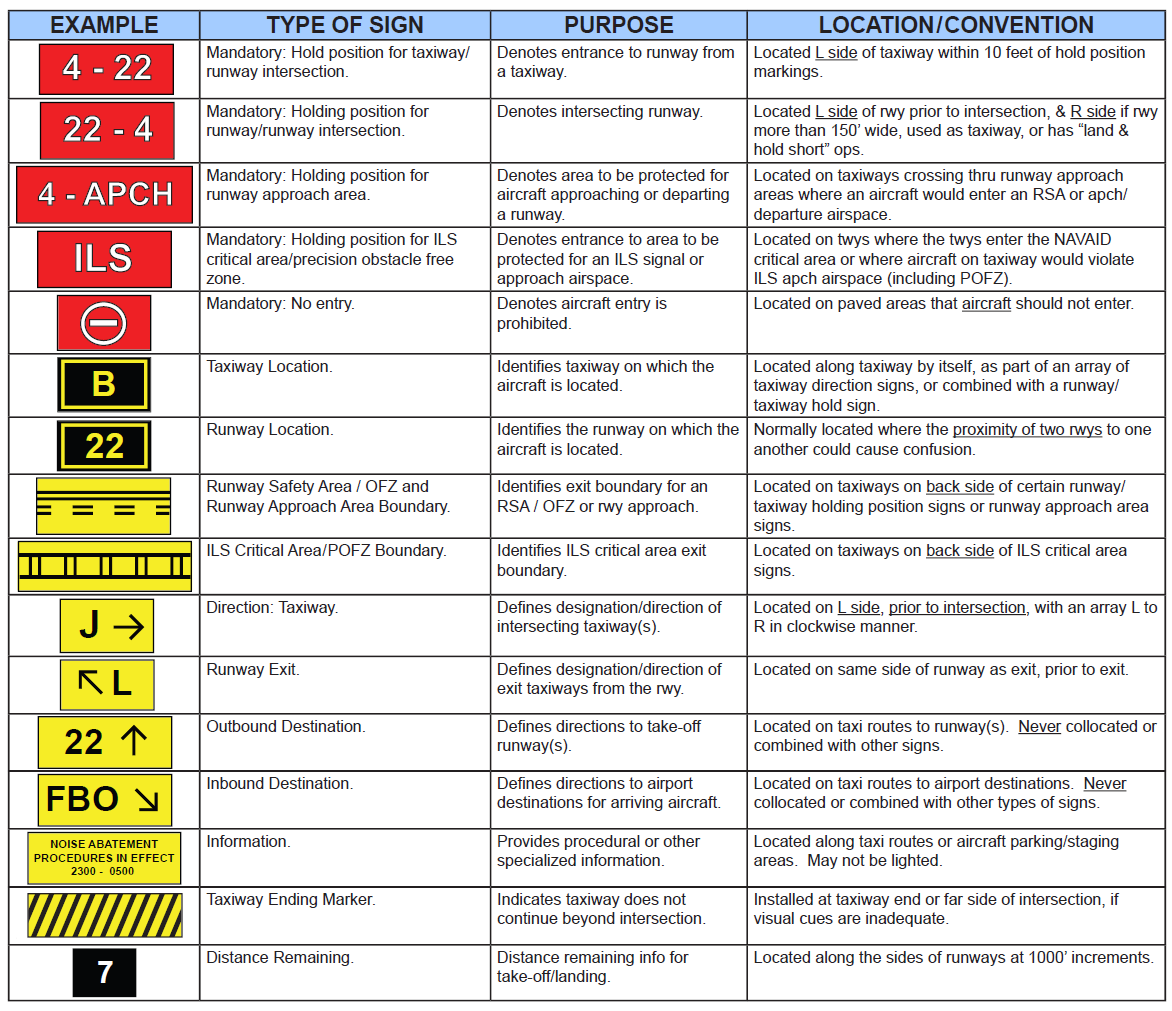 EXAMPLE TYPE OF SIGN PURPOSE LOCATION/CONVENTION
4 - 22
Mandatory: Hold position for taxiway/
runway intersection.
Denotes entrance to runway from
a taxiway.
Located L side of taxiway within 10 feet of hold position
markings.
22 - 4
Mandatory: Holding position for
runway/runway intersection.
Denotes intersecting runway.
Located L side of rwy prior to intersection, & R side if rwy
more than 150’ wide, used as taxiway, or has “land &
hold short” ops.
4 - APCH
Mandatory: Holding position for
runway approach area.
Denotes area to be protected for
aircraft approaching or departing
a runway.
Located on taxiways crossing thru runway approach
areas where an aircraft would enter an RSA or apch/
departure airspace.
ILS
Mandatory: Holding position for ILS
critical area/precision obstacle free
zone.
Denotes entrance to area to be
protected for an ILS signal or
approach airspace.
Located on twys where the twys enter the NAVAID
critical area or where aircraft on taxiway would violate
ILS apch airspace (including POFZ).
Mandatory: No entry.
Denotes aircraft entry is
prohibited.
Located on paved areas that aircraft should not enter.
B
Taxiway Location.
Identifies taxiway on which the
aircraft is located.
Located along taxiway by itself, as part of an array of
taxiway direction signs, or combined with a runway/
taxiway hold sign.
22
Runway Location.
Identifies the runway on which the
aircraft is located.
Normally located where the proximity of two rwys to one
another could cause confusion.
Runway Safety Area / OFZ and
Runway Approach Area Boundary.
Identifies exit boundary for an
RSA / OFZ or rwy approach.
Located on taxiways on back side of certain runway/
taxiway holding position signs or runway approach area
signs.
ILS Critical Area/POFZ Boundary.
Identifies ILS critical area exit
boundary.
Located on taxiways on back side of ILS critical area
signs.
J →
Direction: Taxiway.
Defines designation/direction of
intersecting taxiway(s).
Located on L side, prior to intersection, with an array L to
R in clockwise manner.
↖ L
Runway Exit.
Defines designation/direction of
exit taxiways from the rwy.
Located on same side of runway as exit, prior to exit.
22 ↑
Outbound Destination.
Defines directions to take-off
runway(s).
Located on taxi routes to runway(s). Never collocated or
combined with other signs.
FBO ↘
Inbound Destination.
Defines directions to airport
destinations for arriving aircraft.
Located on taxi routes to airport destinations. Never
collocated or combined with other types of signs.
NOISE ABATEMENT
PROCEDURES IN EFFECT
2300 - 0500
Information.
Provides procedural or other
specialized information.
Located along taxi routes or aircraft parking/staging
areas. May not be lighted.
Taxiway Ending Marker.
Indicates taxiway does not
continue beyond intersection.
Installed at taxiway end or far side of intersection, if
visual cues are inadequate.
7
Distance Remaining.
Distance remaining info for
take-off/landing.
Located along the sides of runways at 1000’ increments.